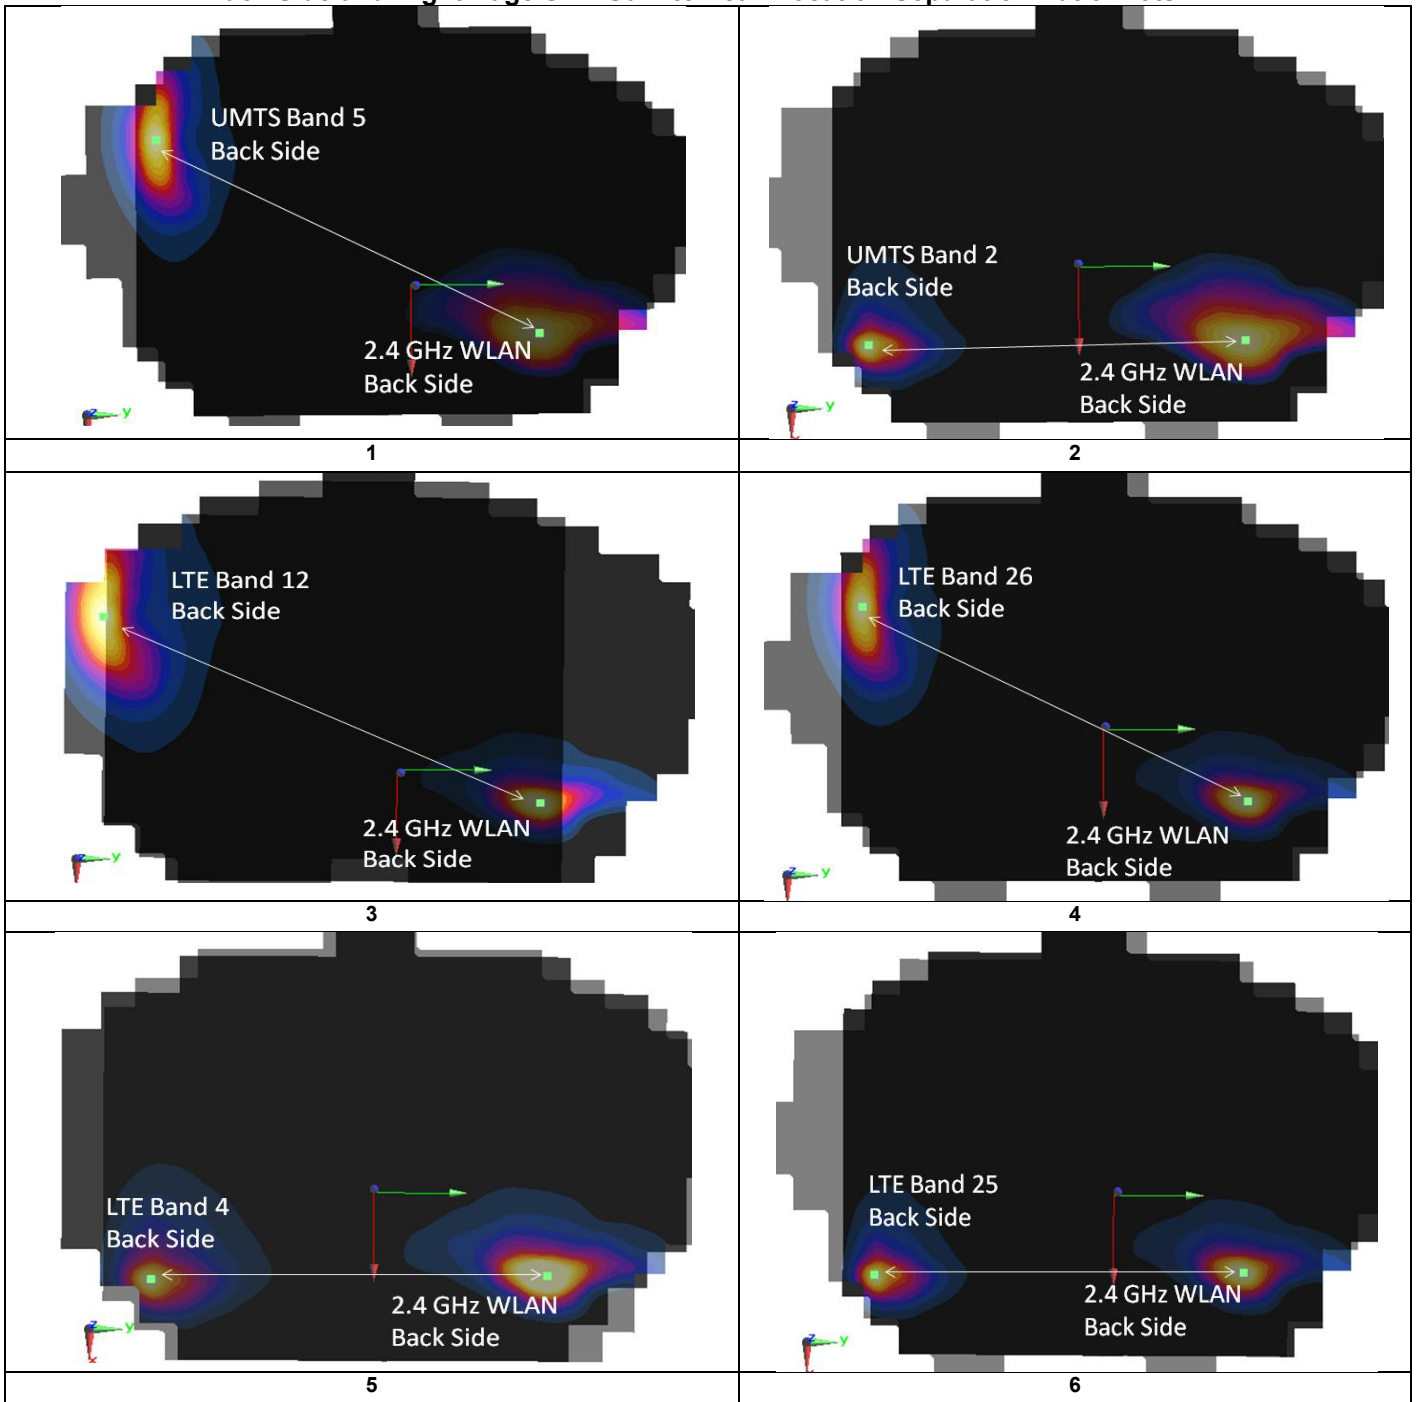 UMTS Band 5
Back Side
2.4 GHz WLAN
Back Side
z
y
1
UMTS Band 2
Back Side
2.4 GHz WLAN
Back Side
z
y
2
LTE Band 12
Back Side
2.4 GHz WLAN
Back Side
z
y
3
LTE Band 26
Back Side
2.4 GHz WLAN
Back Side
z
y
4
LTE Band 4
Back Side
2.4 GHz WLAN
Back Side
z
y
x
5
LTE Band 25
Back Side
2.4 GHz WLAN
Back Side
z
y
6